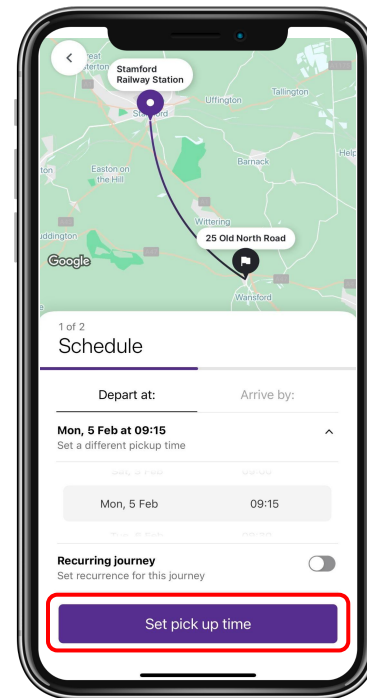 Stamford
Railway Station
Tallington
Uffington
Barnack
Easton on
the Hill
Wittering
25 Old North Road
Google
Wansford
1 of 2
Schedule
Depart at:
Arrive by:
Mon, 5 Feb at 09:15
Set a different pickup time
Mon, 5 Feb
09:15
Recurring journey
Set recurrence for this journey
Set pick up time